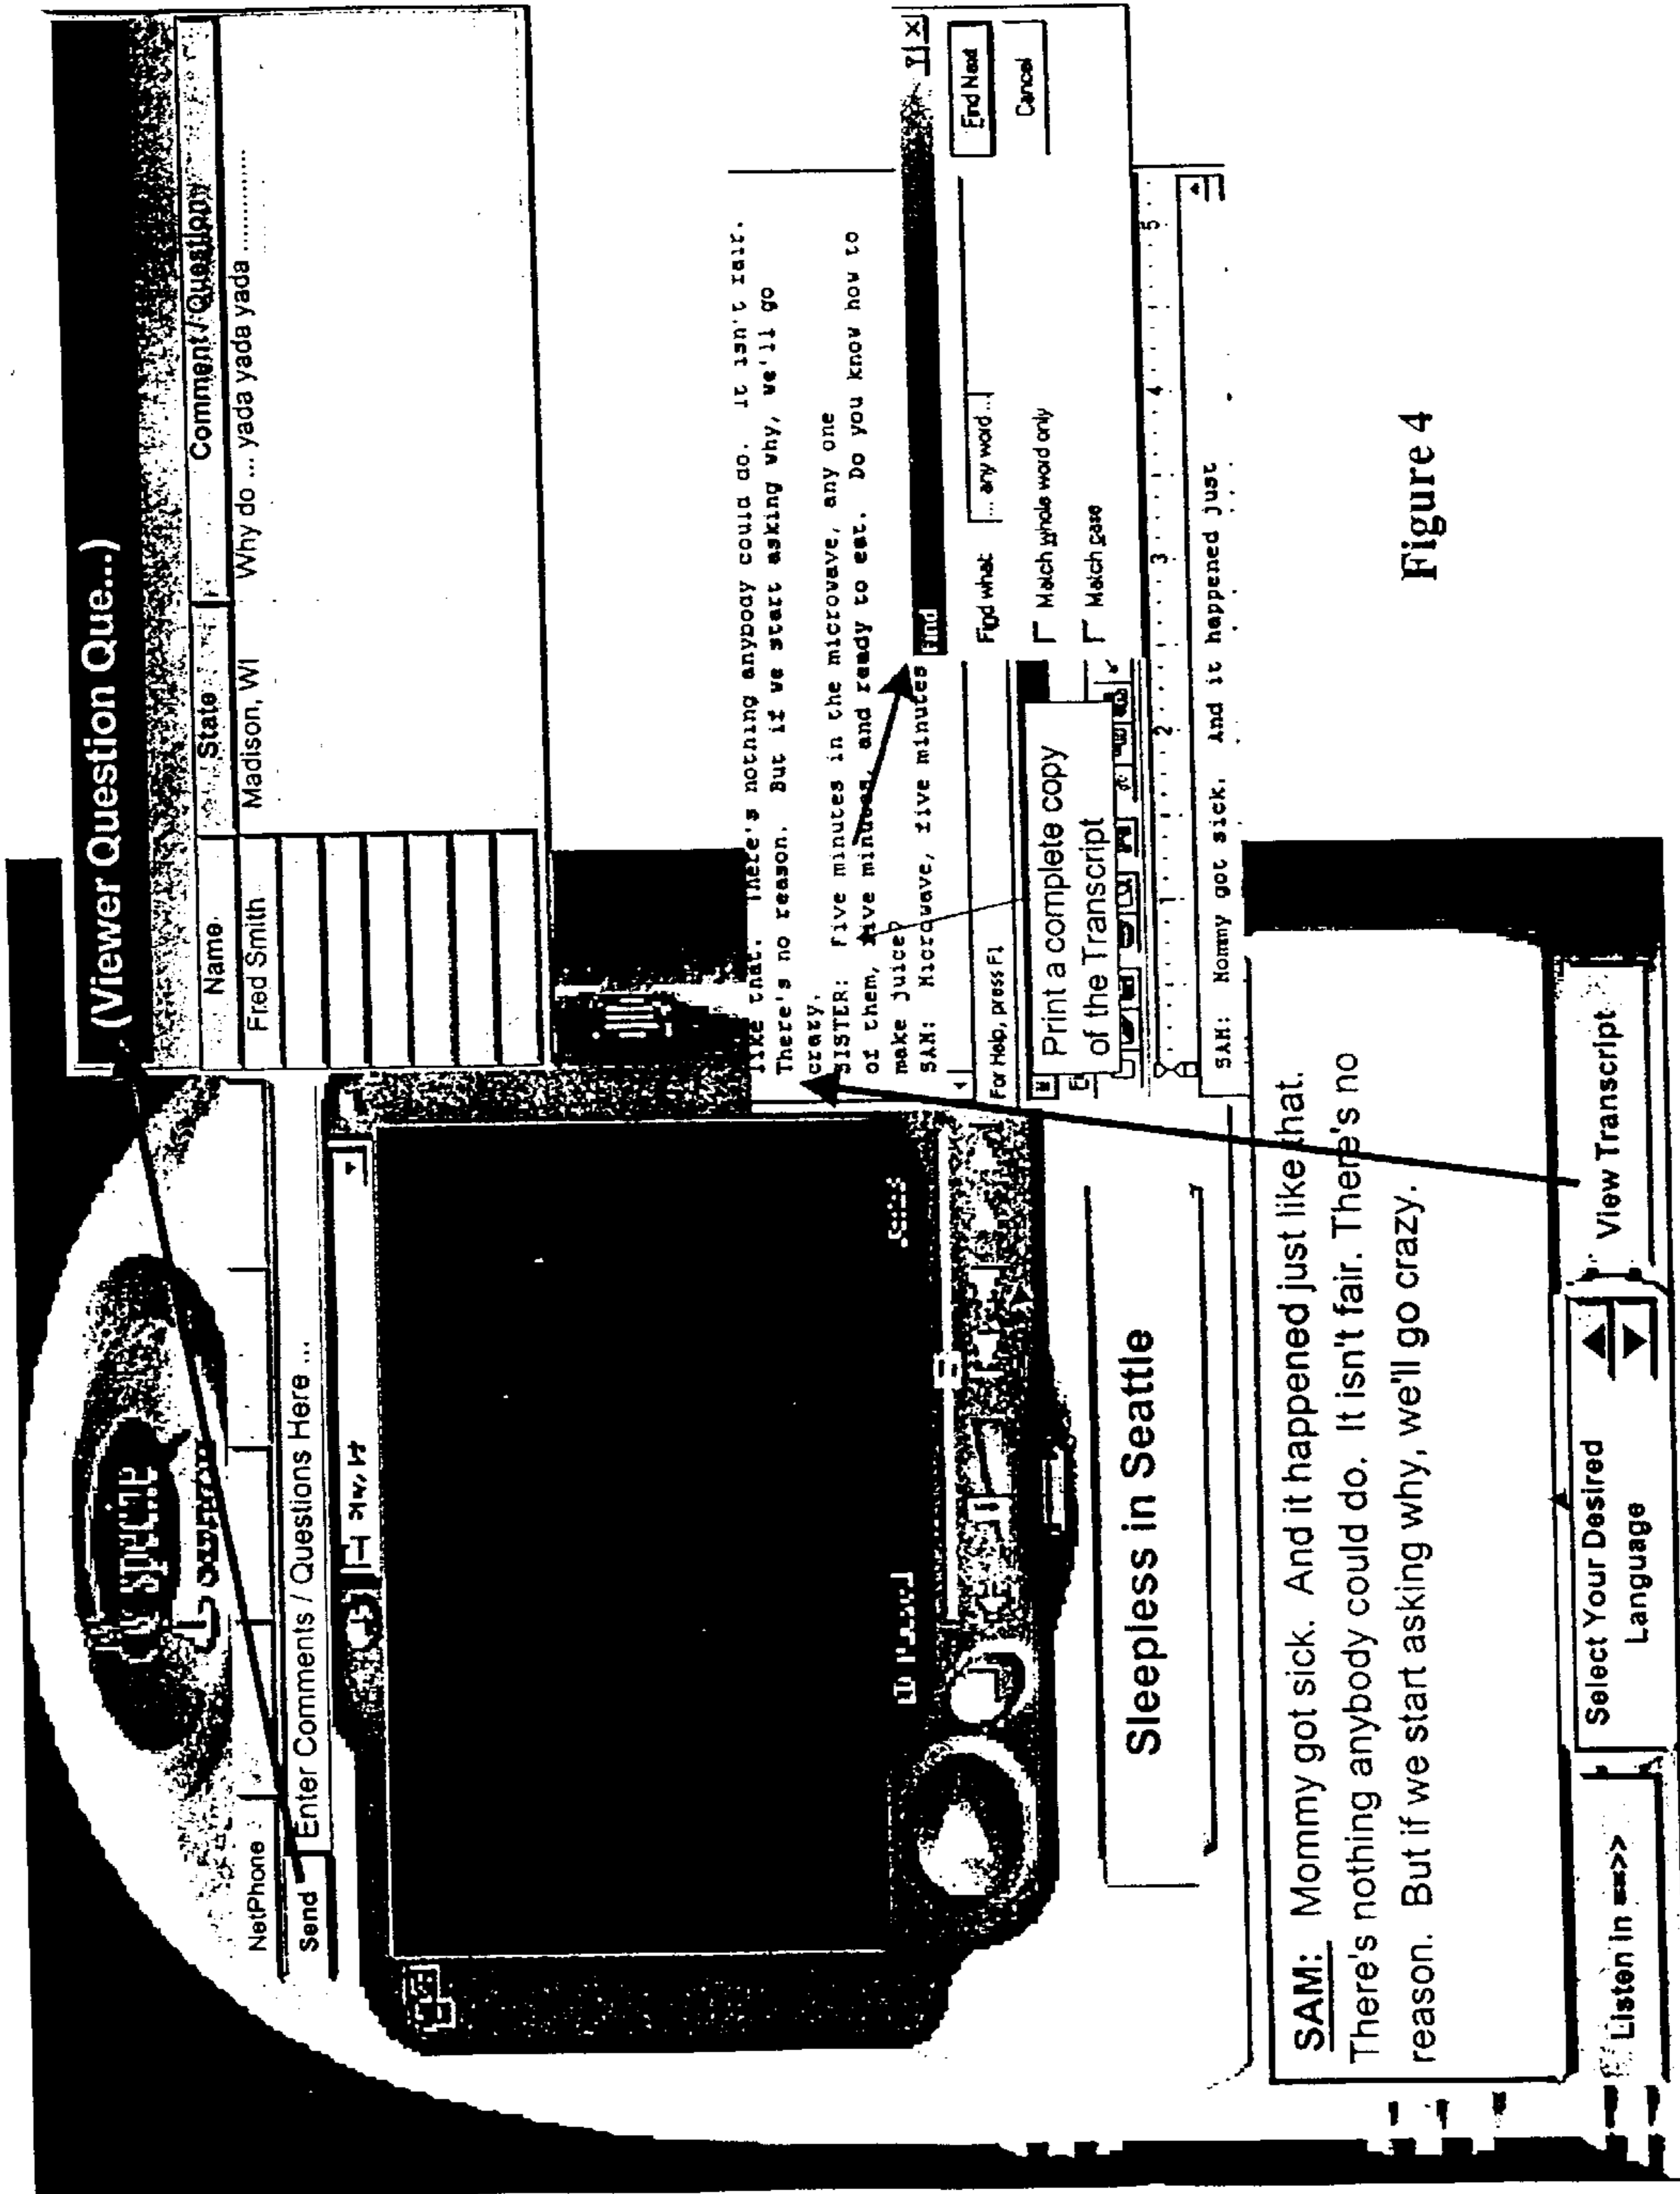 (Viewer Question Que...)
Name State Comment / Question
Fred Smith Madison, WI Why do ... yada yada yada ..............
NetPhone
Send Enter Comments / Questions Here ...
Sleepless in Seattle
SAM: Mommy got sick. And it happened just like that.
There's nothing anybody could do. It isn't fair. There's no
reason. But if we start asking why, we'll go crazy.
Listen in ==>>
Select Your Desired
Language
View Transcript
like that. There's nothing anybody could do. It isn't fair.
There's no reason. But if we start asking why, we'll go
crazy.
SISTER: Five minutes in the microwave, any one
of them, five minutes, and ready to eat. Do you know how to
make juice?
SAM: Microwave, five minutes
Find
Find what: ... any word ...
Find Next
Cancel
Match whole word only
Match case
For Help, press F1
Print a complete copy
of the Transcript
1 2 3 4 5
SAM: Mommy got sick. And it happened just
Figure 4